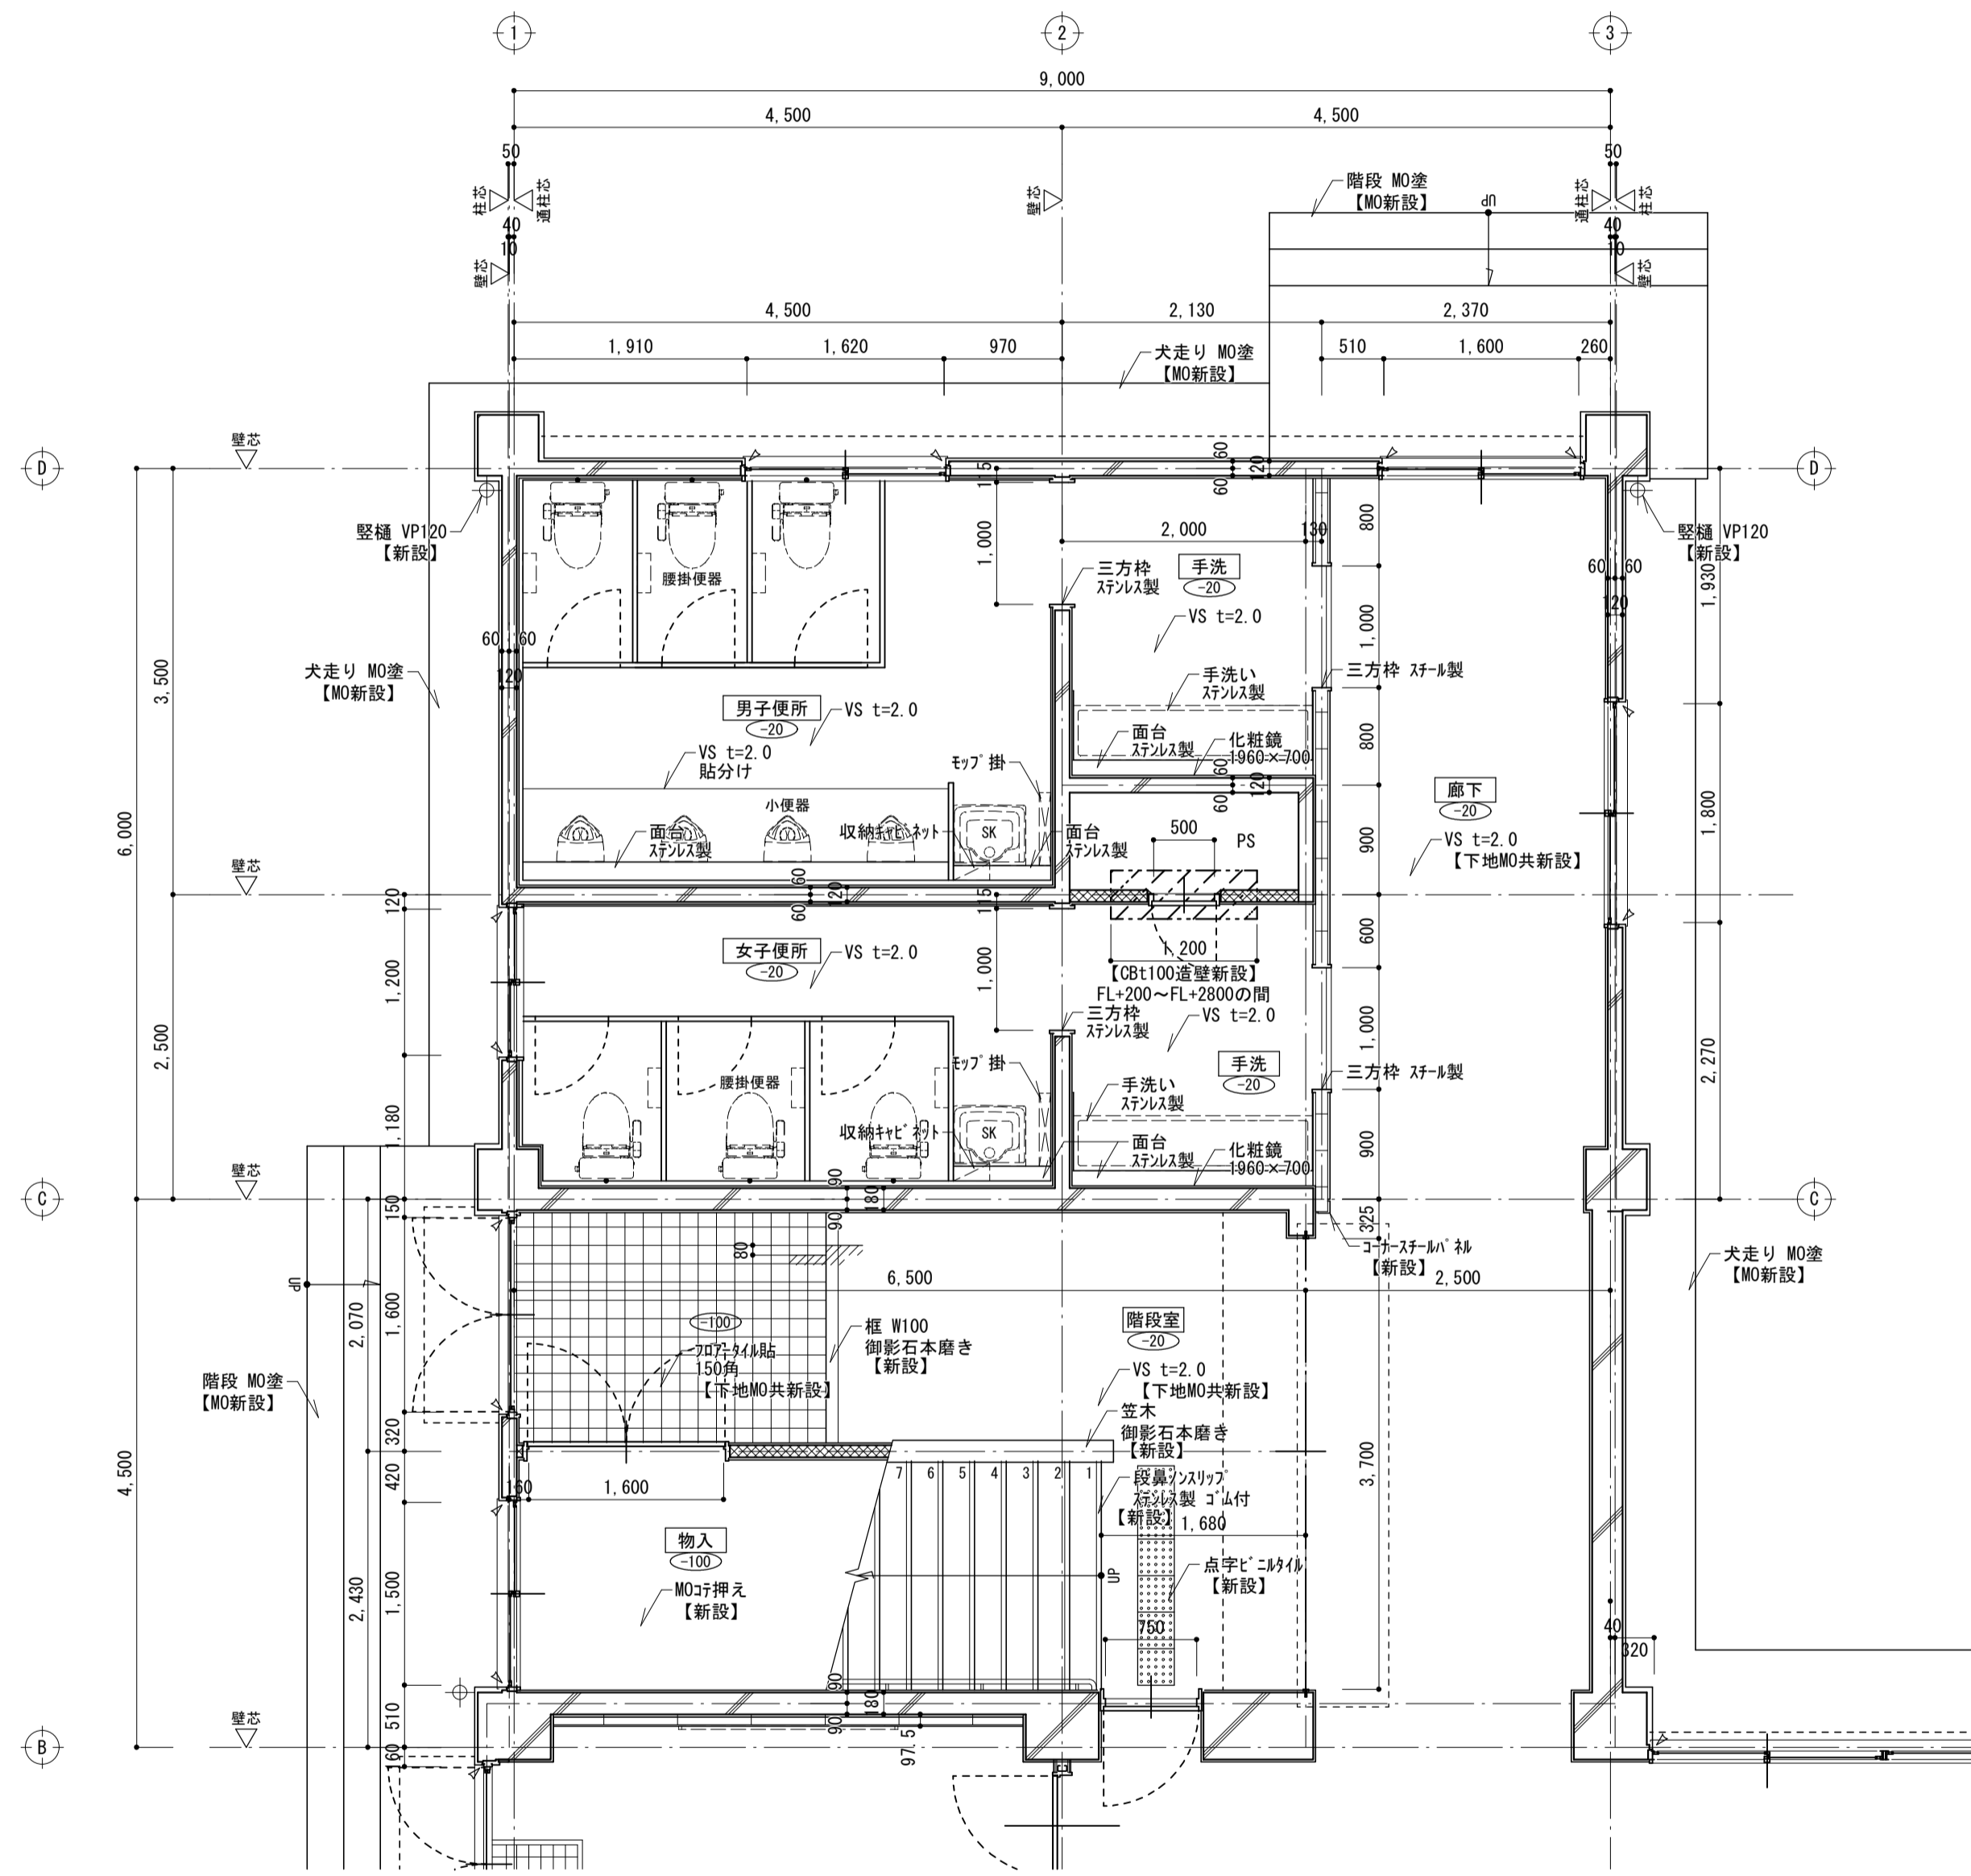 1
2
3
9,000
4,500
4,500
50
50
柱芯
通柱芯
壁芯
通柱芯
柱芯
40
10
40
10
壁芯
壁芯
階段 MO塗
【MO新設】
UP
4,500
2,130
2,370
1,910
1,620
970
510
1,600
260
犬走り MO塗
【MO新設】
壁芯
D
D
60
120
60
115
竪樋 VP120
【新設】
竪樋 VP120
【新設】
1,000
2,000
130
800
腰掛便器
三方枠
ステンレス製
手洗
-20
VS t=2.0
60
60
120
1,930
1,000
60
60
120
犬走り MO塗
【MO新設】
3,500
手洗い
ステンレス製
三方枠 スチール製
男子便所
-20
VS t=2.0
VS t=2.0
貼分け
面台
ステンレス製
化粧鏡
1960×700
800
モップ掛
60
120
60
廊下
-20
VS t=2.0
【下地MO共新設】
1,800
小便器
面台
ステンレス製
収納キャビネット
SK
面台
ステンレス製
500
PS
900
6,000
壁芯
120
60
120
60
115
女子便所
-20
VS t=2.0
1,200
1,000
1,200
【CBt100造壁新設】
FL+200～FL+2800の間
VS t=2.0
600
三方枠
ステンレス製
1,000
2,500
モップ掛
手洗
-20
三方枠 スチール製
2,270
腰掛便器
手洗い
ステンレス製
1,180
収納キャビネット
SK
面台
ステンレス製
化粧鏡
1960×700
900
壁芯
C
C
150
90
180
90
325
コーナースチールパネル
【新設】
80
6,500
2,500
犬走り MO塗
【MO新設】
UP
2,070
1,600
-100
フロアータイル貼
150角
【下地MO共新設】
框 W100
御影石本磨き
【新設】
階段室
-20
VS t=2.0
【下地MO共新設】
階段 MO塗
【MO新設】
笠木
御影石本磨き
【新設】
320
420
160
1,600
7
6
5
4
3
2
1
段鼻ノンスリップ
ステンレス製 ゴム付
【新設】
1,680
3,700
4,500
物入
-100
MOコテ押え
【新設】
2,430
1,500
UP
点字ビニルタイル
【新設】
750
40
320
壁芯
B
510
160
90
180
90
97.5